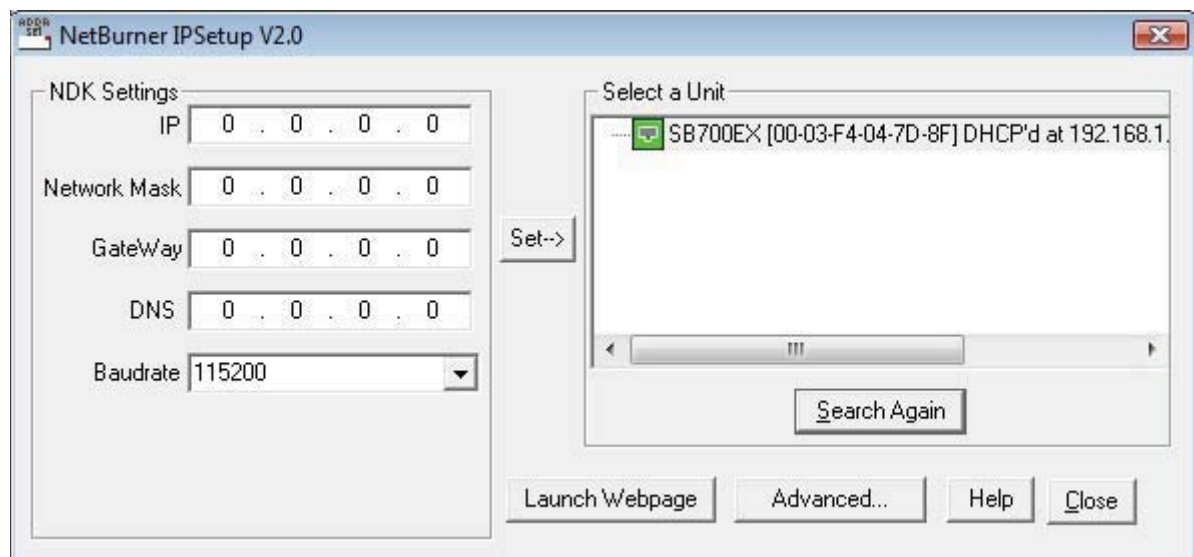 ADDR
SET
NetBurner IPSetup V2.0
NDK Settings
IP 0 . 0 . 0 . 0
Network Mask 0 . 0 . 0 . 0
GateWay 0 . 0 . 0 . 0
DNS 0 . 0 . 0 . 0
Baudrate 115200
Set-->
Select a Unit
SB700EX [00-03-F4-04-7D-8F] DHCP'd at 192.168.1.
Search Again
Launch Webpage
Advanced...
Help
Close